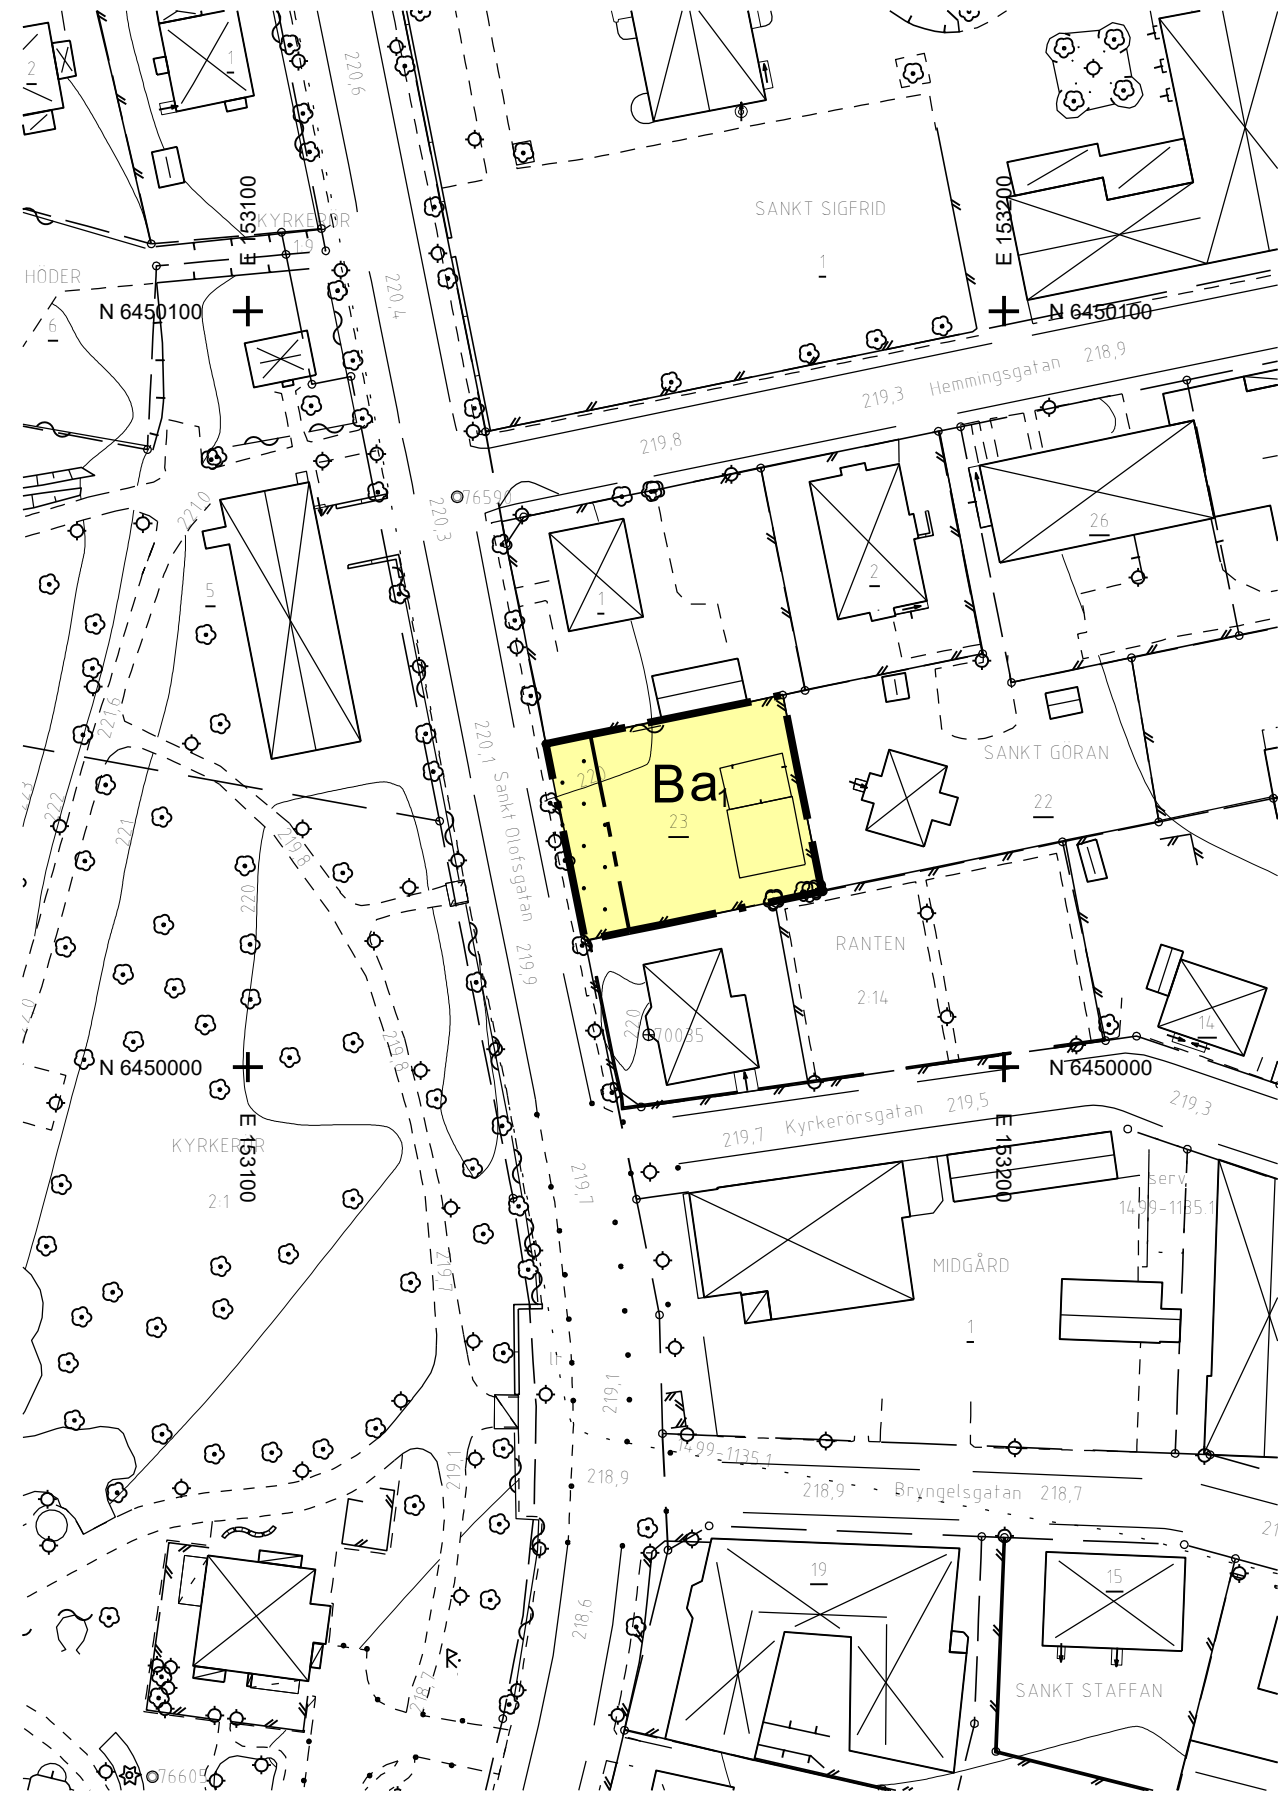 2
1
220,6
E 153100
KYRKERÖR
1:9
HÖDER
6
N 6450100
220,4
SANKT SIGFRID
1
E 153200
N 6450100
219,3 Hemmingsgatan 218,9
219,8
76590
220,3
2210
5
1
2
26
220,1 Sankt Olofsgatan 219,9
220
Ba1
23
SANKT GÖRAN
22
221,6
223
222
221
219,8
220
RANTEN
2:14
220
70035
14
219,8
N 6450000
N 6450000
E 153100
KYRKERÖR
2:1
219,7 Kyrkerörsgatan 219,5
219,3
E 153200
219,7
serv
1499-1135.1
MIDGÅRD
1
219,7
219,1
219,1
1499-1135.1
218,9
218,9 Bryngelsgatan 218,7
19
15
218,6
218,7
SANKT STAFFAN
76605